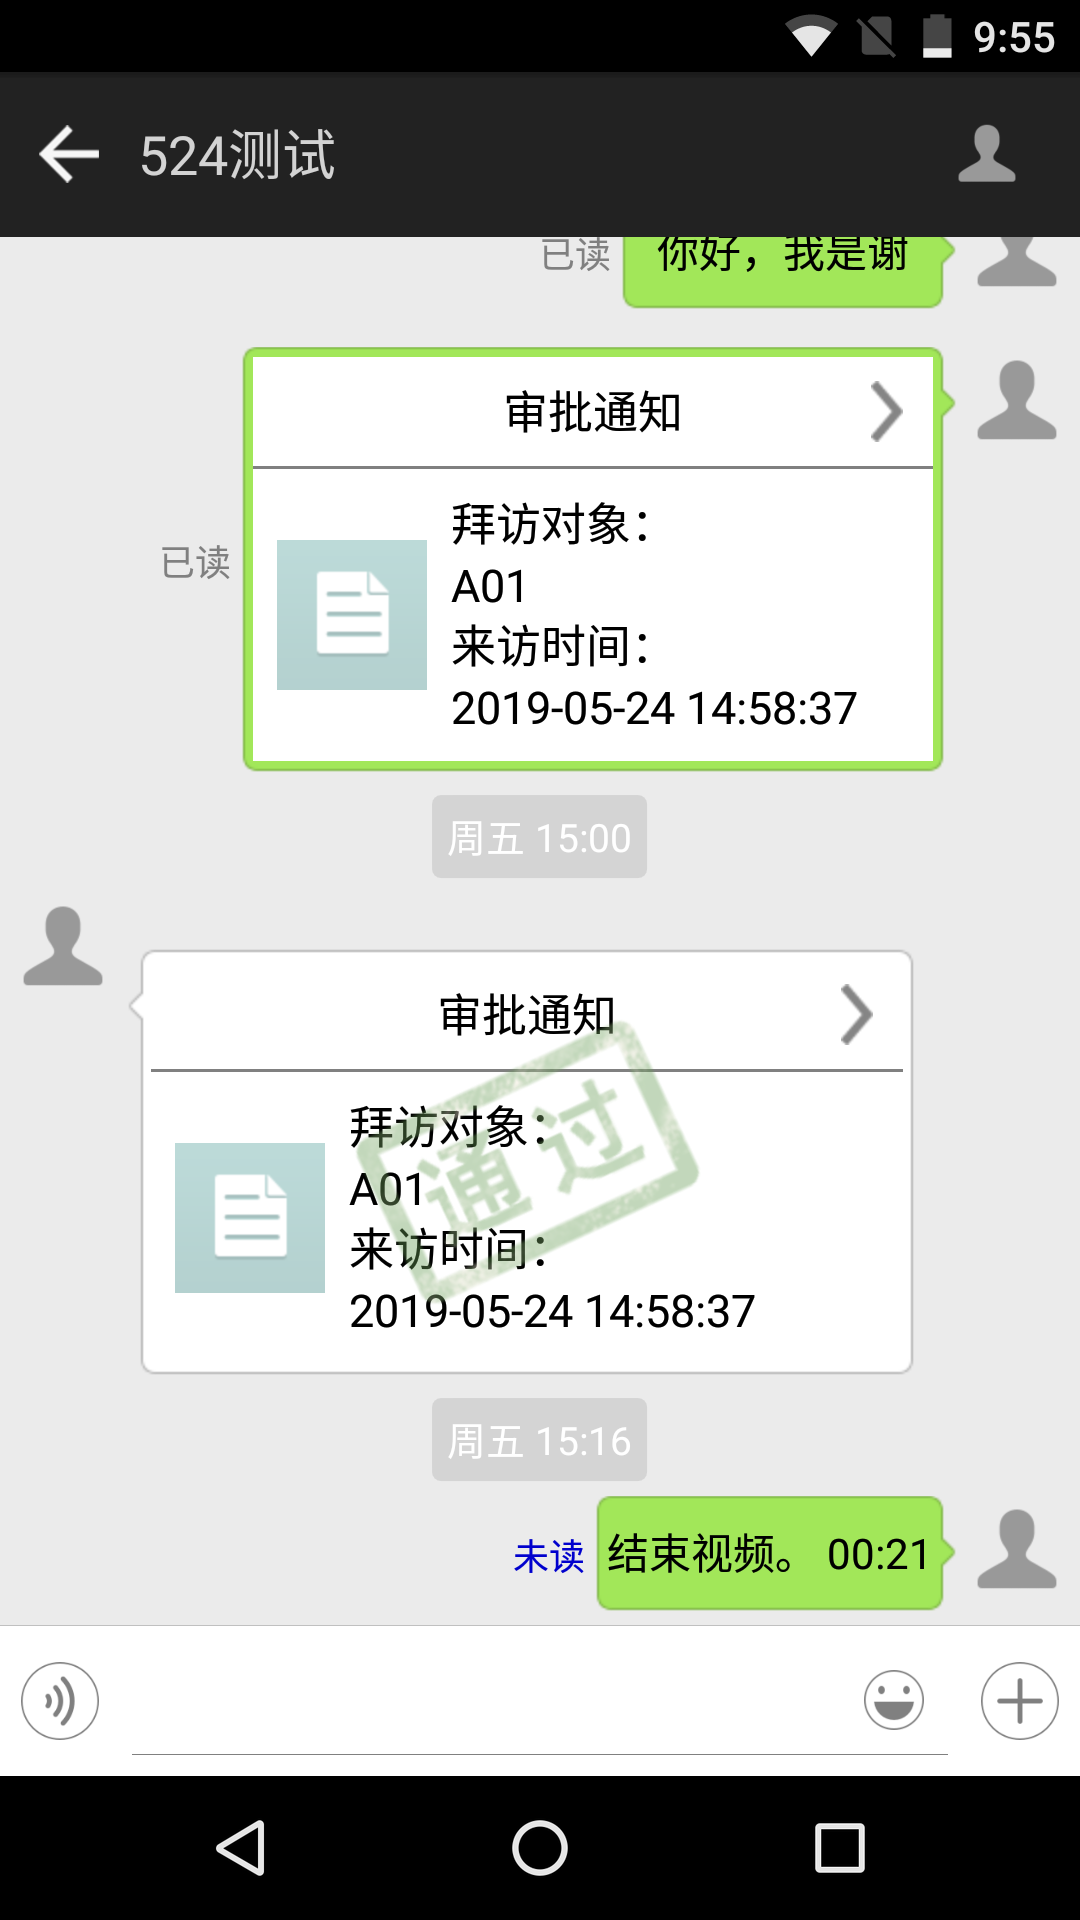 9:55
524测试
已读
你好，我是谢
审批通知
已读
拜访对象：
A01
来访时间：
2019-05-24 14:58:37
周五 15:00
审批通知
通过
拜访对象：
A01
来访时间：
2019-05-24 14:58:37
周五 15:16
未读
结束视频。 00:21